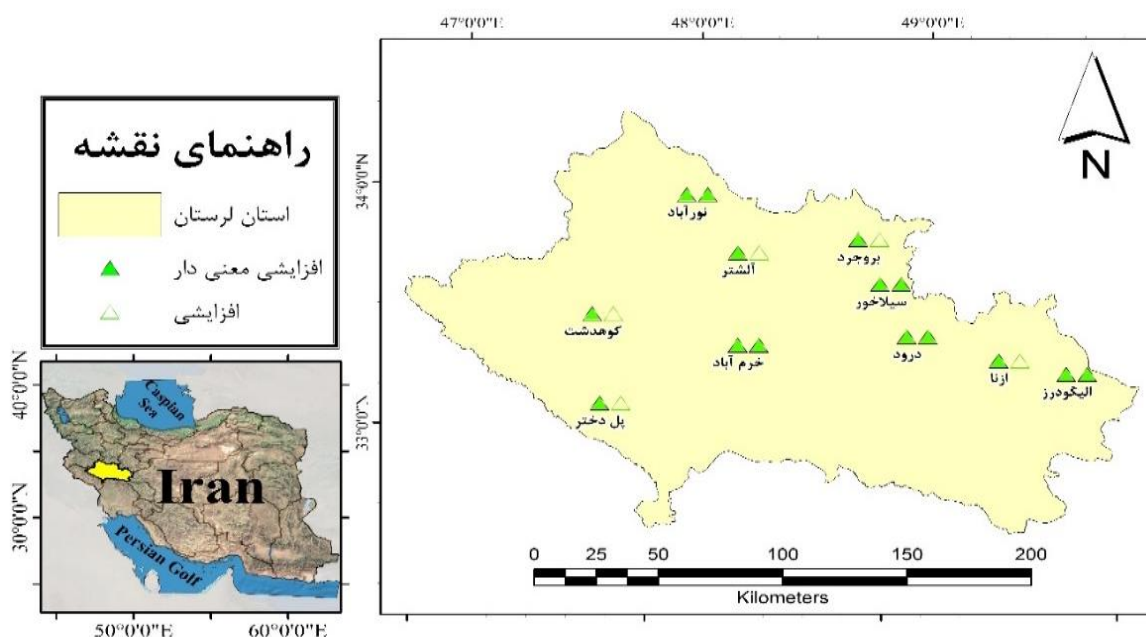 47°0'0"E 48°0'0"E 49°0'0"E
راهنمای نقشه
استان لرستان
افزایشی معنی دار
افزایشی
34°0'0"N
33°0'0"N
N
نورآباد
آلشتر
بروجرد
سیلاخور
کوهدشت
خرم آباد
درود
ازنا
الیگودرز
پل دختر
0 25 50 100 150 200
Kilometers
40°0'0"N
30°0'0"N
Caspian
Sea
Iran
Persian Golf
50°0'0"E 60°0'0"E